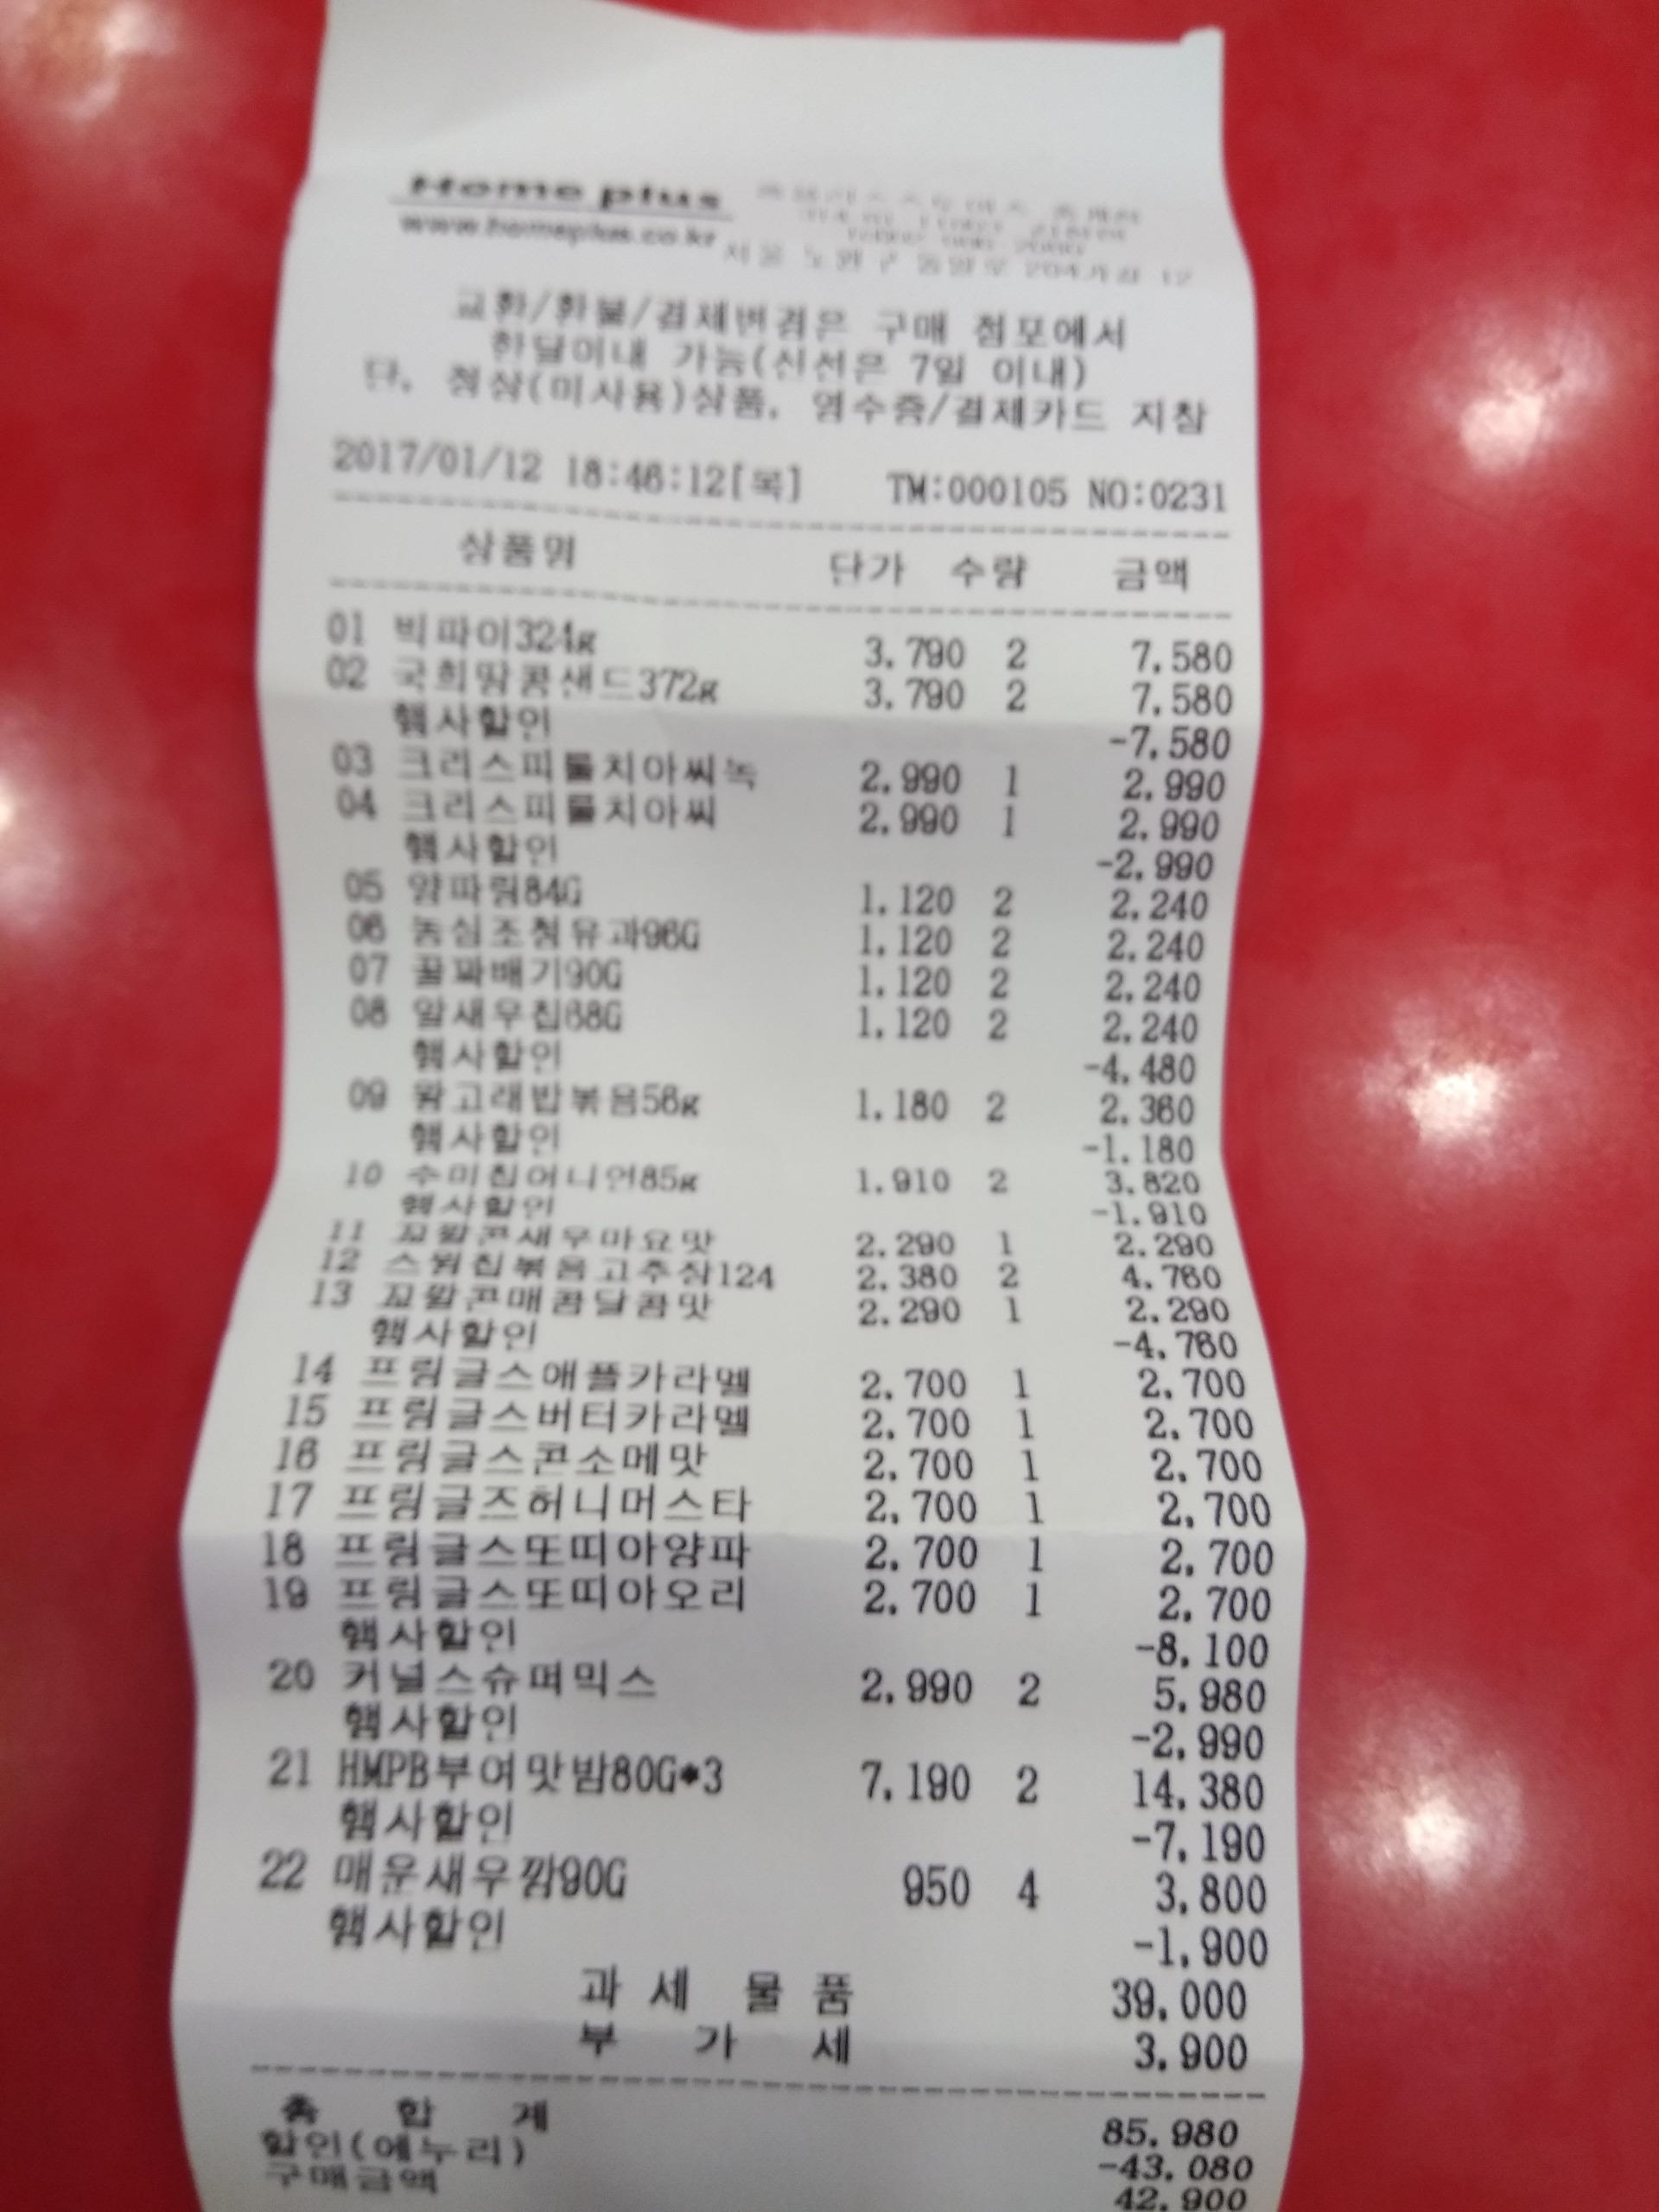 Home plus
www.homeplus.co.kr
서울 노원구 동일로 204가길 12
교환/환불/결제변경은 구매 점포에서
한달이내 가능(신선은 7일 이내)
단, 정상(미사용)상품, 영수증/결제카드 지참
2017/01/12 18:46:12[목] TM:000105 NO:0231
상품명 단가 수량 금액
01 빅파이324g 3,790 2 7,580
02 국희땅콩샌드372g 3,790 2 7,580
행사할인 -7,580
03 크리스피롤치아씨녹 2,990 1 2,990
04 크리스피롤치아씨 2,990 1 2,990
행사할인 -2,990
05 양파링84G 1,120 2 2,240
06 농심조청유과96G 1,120 2 2,240
07 꿀꽈배기90G 1,120 2 2,240
08 알새우칩68G 1,120 2 2,240
행사할인 -4,480
09 왕고래밥볶음56g 1,180 2 2,360
행사할인 -1,180
10 수미칩어니언85g 1,910 2 3,820
행사할인 -1,910
11 꼬깔콘새우마요맛 2,290 1 2,290
12 스윙칩볶음고추장124 2,380 2 4,760
13 꼬깔콘매콤달콤맛 2,290 1 2,290
행사할인 -4,760
14 프링글스애플카라멜 2,700 1 2,700
15 프링글스버터카라멜 2,700 1 2,700
16 프링글스콘소메맛 2,700 1 2,700
17 프링글즈허니머스타 2,700 1 2,700
18 프링글스또띠아양파 2,700 1 2,700
19 프링글스또띠아오리 2,700 1 2,700
행사할인 -8,100
20 커널스슈퍼믹스 2,990 2 5,980
행사할인 -2,990
21 HMPB부여맛밤80G*3 7,190 2 14,380
행사할인 -7,190
22 매운새우깡90G 950 4 3,800
행사할인 -1,900
과 세 물 품 39,000
부 가 세 3,900
총 합 계 85,980
할인(에누리) -43,080
구매금액 42,900